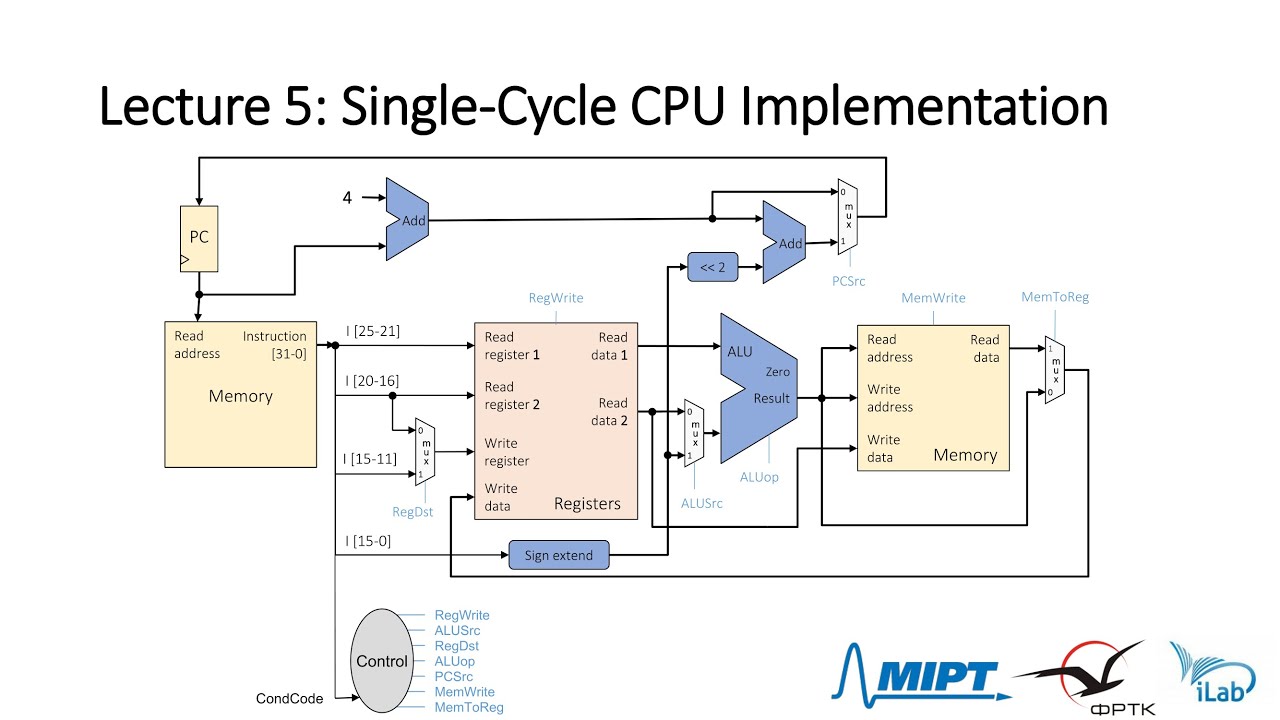 Lecture 5: Single-Cycle CPU Implementation
4
Add
PC
<< 2
Add
0
mux
1
PCSrc
Read
address
Instruction
[31-0]
Memory
I [25-21]
I [20-16]
I [15-11]
I [15-0]
0
mux
1
RegDst
RegWrite
Read
register 1
Read
data 1
Read
register 2
Read
data 2
Write
register
Write
data
Registers
Sign extend
0
mux
1
ALUSrc
ALU
Zero
Result
ALUop
MemWrite
Read
address
Read
data
Write
address
Write
data
Memory
MemToReg
1
mux
0
Control
CondCode
RegWrite
ALUSrc
RegDst
ALUop
PCSrc
MemWrite
MemToReg
MIPT
ФРТК
iLab